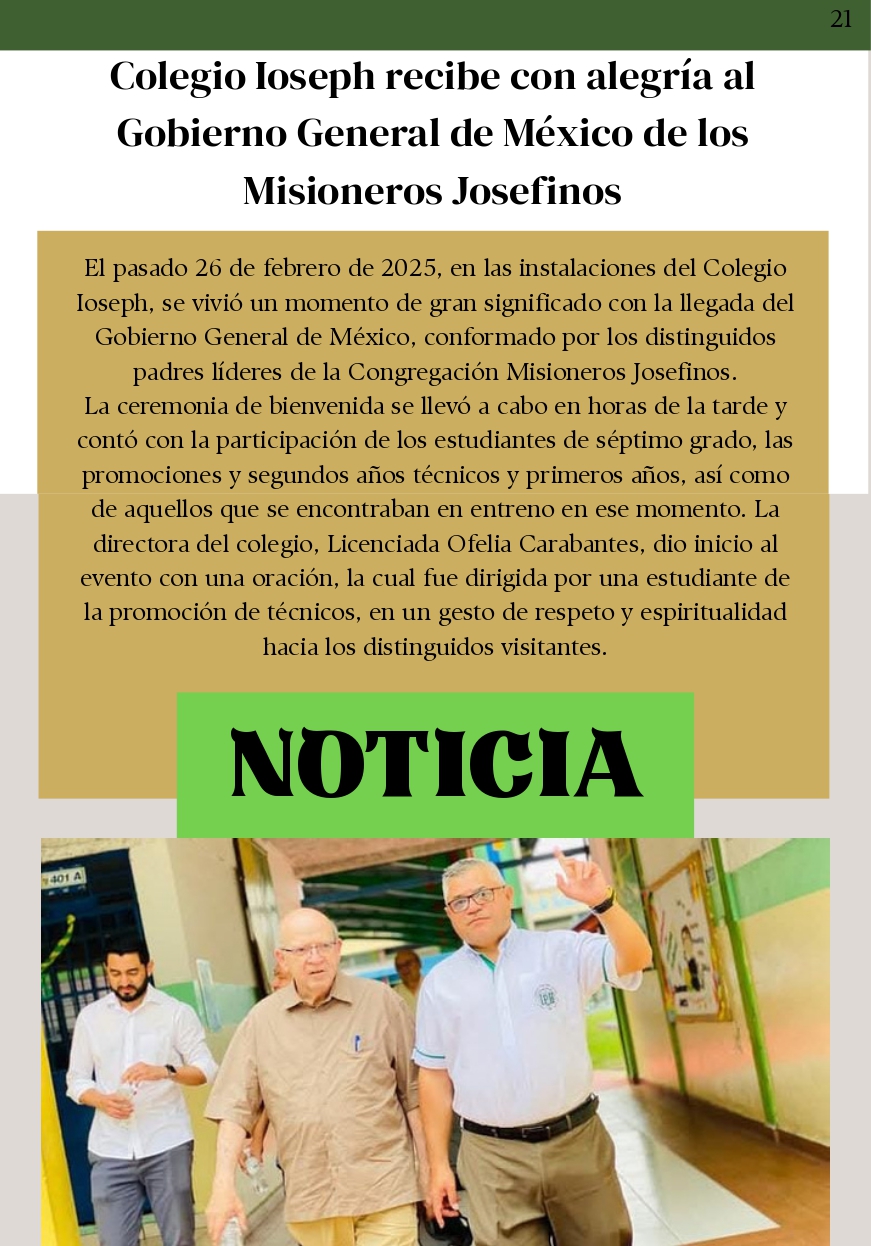 21
Colegio Ioseph recibe con alegría al
Gobierno General de México de los
Misioneros Josefinos
El pasado 26 de febrero de 2025, en las instalaciones del Colegio
Ioseph, se vivió un momento de gran significado con la llegada del
Gobierno General de México, conformado por los distinguidos
padres líderes de la Congregación Misioneros Josefinos.
La ceremonia de bienvenida se llevó a cabo en horas de la tarde y
contó con la participación de los estudiantes de séptimo grado, las
promociones y segundos años técnicos y primeros años, así como
de aquellos que se encontraban en entreno en ese momento. La
directora del colegio, Licenciada Ofelia Carabantes, dio inicio al
evento con una oración, la cual fue dirigida por una estudiante de
la promoción de técnicos, en un gesto de respeto y espiritualidad
hacia los distinguidos visitantes.
NOTICIA
401 A